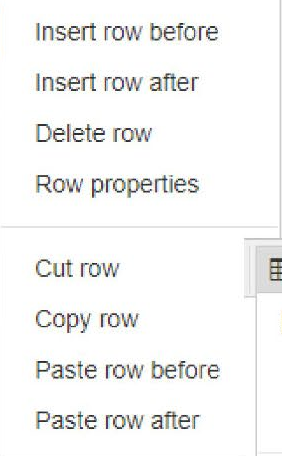 Insert row before
Insert row after
Delete row
Row properties
Cut row
Copy row
Paste row before
Paste row after